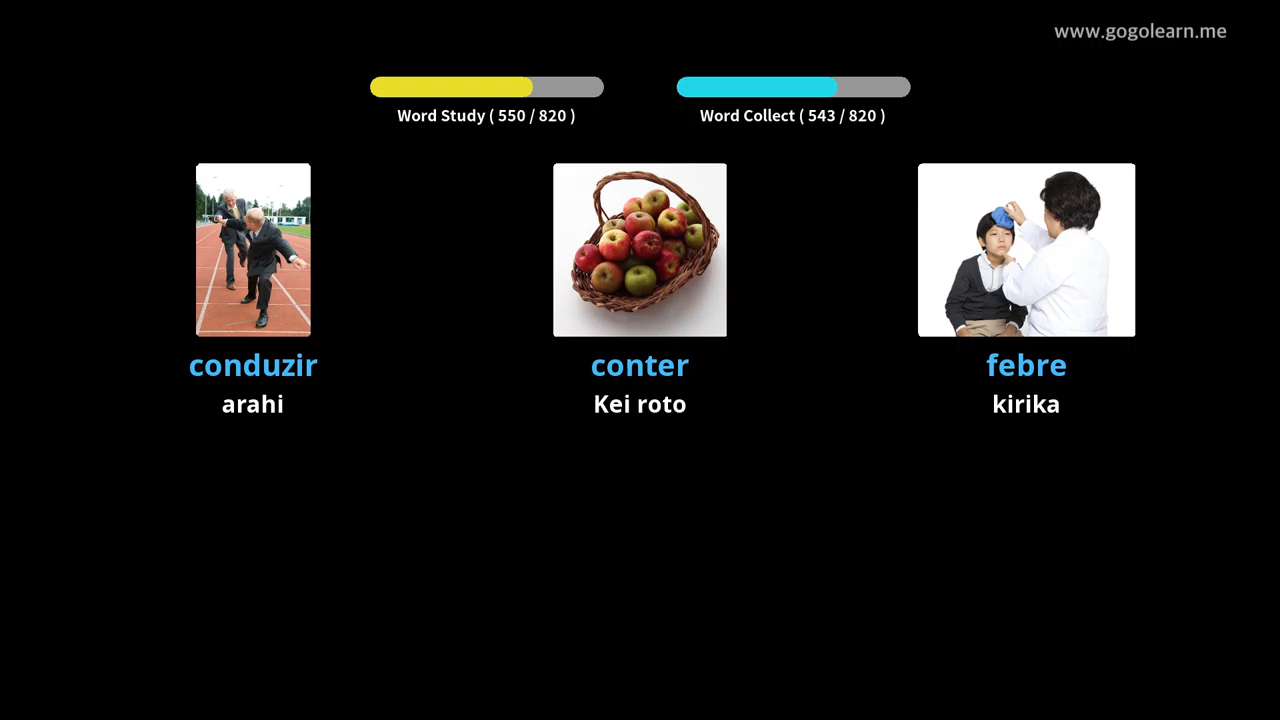 www.gogolearn.me
Word Study ( 550 / 820 )
Word Collect ( 543 / 820 )
conduzir
arahi
conter
Kei roto
febre
kirika